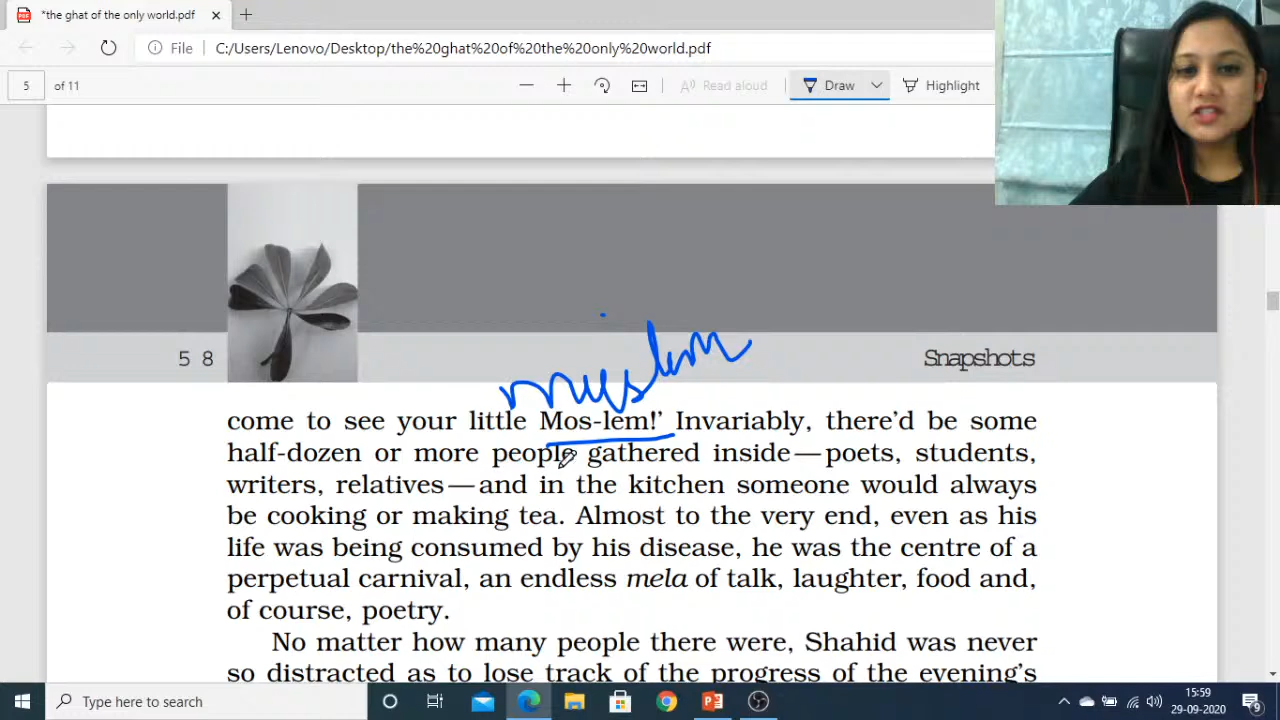 *the ghat of the only world.pdf
File C:/Users/Lenovo/Desktop/the%20ghat%20of%20the%20only%20world.pdf
5 of 11 Read aloud Draw Highlight
58 Snapshots
muslem
come to see your little Mos-lem!’ Invariably, there’d be some
half-dozen or more people gathered inside—poets, students,
writers, relatives—and in the kitchen someone would always
be cooking or making tea. Almost to the very end, even as his
life was being consumed by his disease, he was the centre of a
perpetual carnival, an endless mela of talk, laughter, food and,
of course, poetry.
No matter how many people there were, Shahid was never
so distracted as to lose track of the progress of the evening’s
Type here to search
15:59
29-09-2020
9